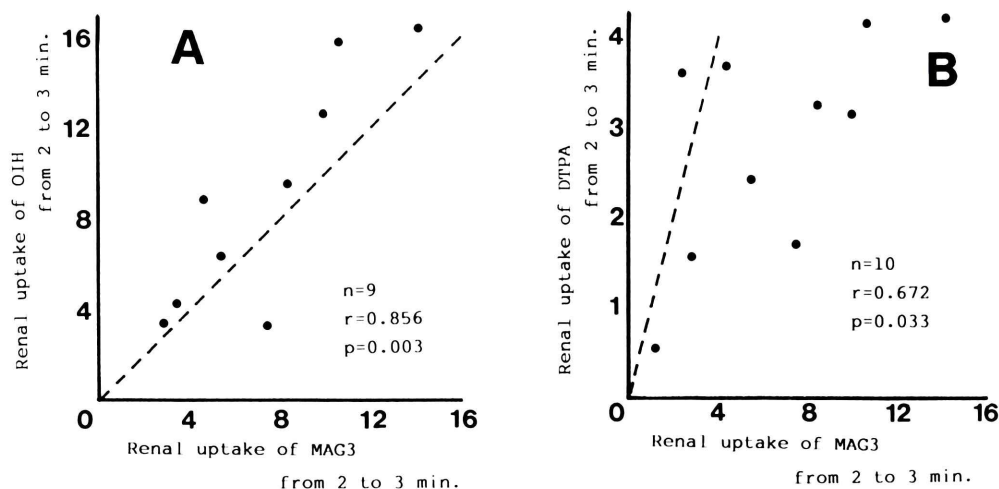 A
Renal uptake of OIH
from 2 to 3 min.
16
12
8
4
0
4
8
12
16
n=9
r=0.856
p=0.003
Renal uptake of MAG3
from 2 to 3 min.
B
Renal uptake of DTPA
from 2 to 3 min.
4
3
2
1
0
4
8
12
16
n=10
r=0.672
p=0.033
Renal uptake of MAG3
from 2 to 3 min.